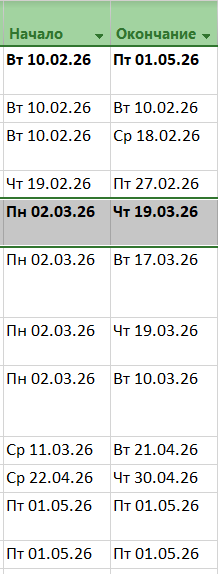 Начало Окончание
Вт 10.02.26 Пт 01.05.26
Вт 10.02.26 Вт 10.02.26
Вт 10.02.26 Ср 18.02.26
Чт 19.02.26 Пт 27.02.26
Пн 02.03.26 Чт 19.03.26
Пн 02.03.26 Вт 17.03.26
Пн 02.03.26 Чт 19.03.26
Пн 02.03.26 Вт 10.03.26
Ср 11.03.26 Вт 21.04.26
Ср 22.04.26 Чт 30.04.26
Пт 01.05.26 Пт 01.05.26
Пт 01.05.26 Пт 01.05.26